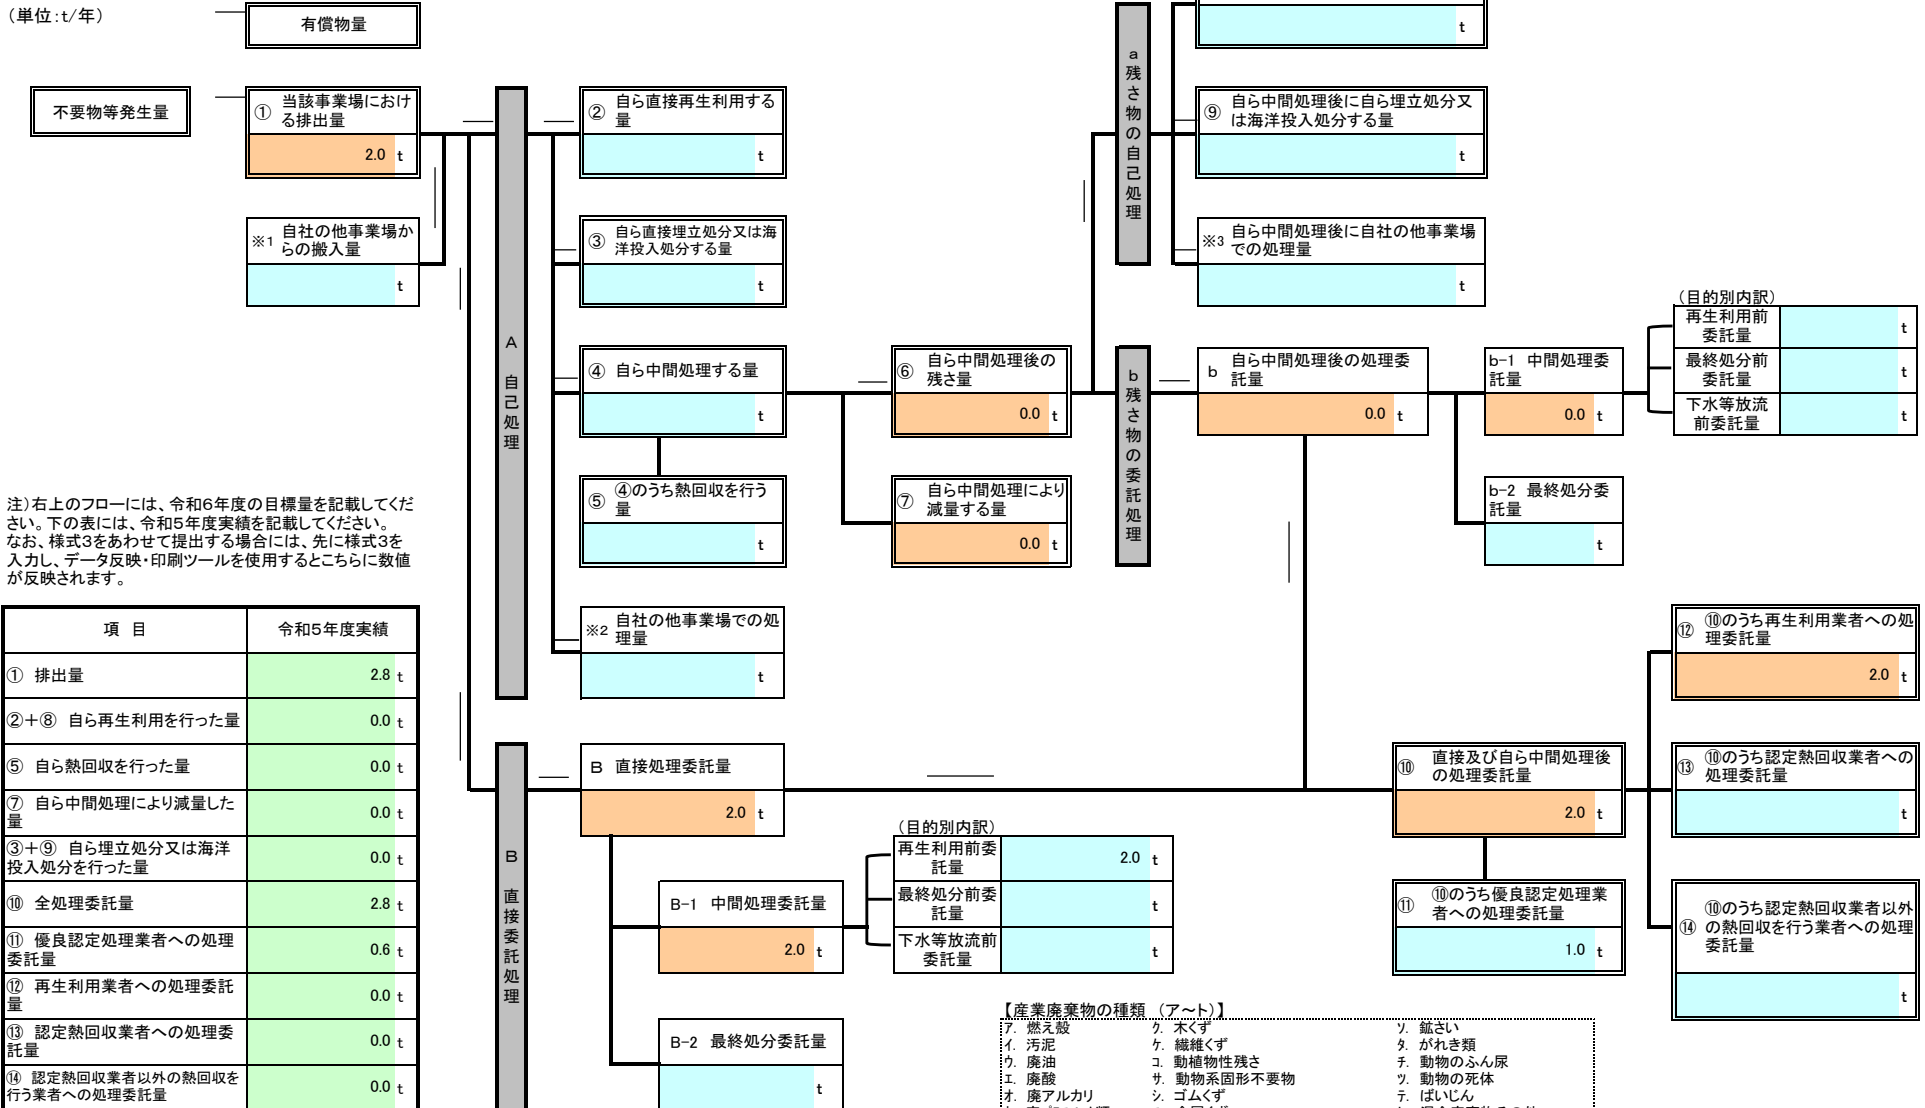 （単位：t/年）
有償物量
t
不要物等発生量
① 当該事業場におけ
る排出量
2.0 t
② 自ら直接再生利用する
量
t
⑨ 自ら中間処理後に自ら埋立処分又
は海洋投入処分する量
t
a 残さ物の自己処理
※1 自社の他事業場か
らの搬入量
t
③ 自ら直接埋立処分又は海
洋投入処分する量
t
※3 自ら中間処理後に自社の他事業場
での処理量
t
A 自己処理
④ 自ら中間処理する量
t
⑥ 自ら中間処理後の
残さ量
0.0 t
b 残さ物の委託処理
b 自ら中間処理後の処理委
託量
0.0 t
b-1 中間処理委
託量
0.0 t
（目的別内訳）
再生利用前
委託量
t
最終処分前
委託量
t
下水等放流
前委託量
t
⑤ ④のうち熱回収を行う
量
t
⑦ 自ら中間処理により
減量する量
0.0 t
b-2 最終処分委
託量
t
注）右上のフローには、令和６年度の目標量を記載してくだ
さい。下の表には、令和５年度実績を記載してください。
なお、様式３をあわせて提出する場合には、先に様式３を
入力し、データ反映・印刷ツールを使用するとこちらに数値
が反映されます。
※2 自社の他事業場での処
理量
t
項 目 令和５年度実績
① 排出量 2.8 t
②＋⑧ 自ら再生利用を行った量 0.0 t
⑤ 自ら熱回収を行った量 0.0 t
⑦ 自ら中間処理により減量した
量 0.0 t
③＋⑨ 自ら埋立処分又は海洋
投入処分を行った量 0.0 t
⑩ 全処理委託量 2.8 t
⑪ 優良認定処理業者への処理
委託量 0.6 t
⑫ 再生利用業者への処理委託
量 0.0 t
⑬ 認定熱回収業者への処理委
託量 0.0 t
⑭ 認定熱回収業者以外の熱回収を
行う業者への処理委託量 0.0 t
B 直接委託処理
B 直接処理委託量
2.0 t
B-1 中間処理委託量
2.0 t
（目的別内訳）
再生利用前委
託量
2.0 t
最終処分前委
託量
t
下水等放流前
委託量
t
B-2 最終処分委託量
t
⑩ 直接及び自ら中間処理後
の処理委託量
2.0 t
⑪ ⑩のうち優良認定処理業
者への処理委託量
1.0 t
⑫ ⑩のうち再生利用業者への処
理委託量
2.0 t
⑬ ⑩のうち認定熱回収業者への
処理委託量
t
⑭ ⑩のうち認定熱回収業者以外
の熱回収を行う業者への処理
委託量
t
【産業廃棄物の種類 （ア～ト）】
ア. 燃え殻 ク. 木くず ソ. 鉱さい
イ. 汚泥 ケ. 繊維くず タ. がれき類
ウ. 廃油 コ. 動植物性残さ チ. 動物のふん尿
エ. 廃酸 サ. 動物系固形不要物 ツ. 動物の死体
オ. 廃アルカリ シ. ゴムくず テ. ばいじん